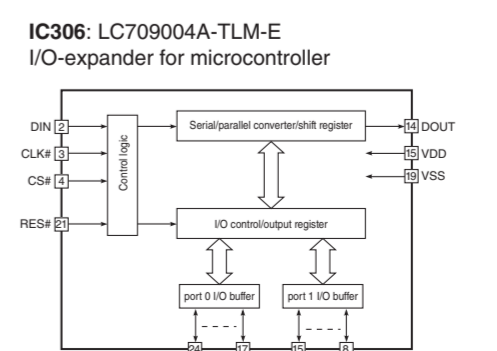 IC306: LC709004A-TLM-E
I/O-expander for microcontroller
DIN 2
CLK# 3
CS# 4
RES# 21
Control logic
Serial/parallel converter/shift register
14 DOUT
15 VDD
19 VSS
I/O control/output register
port 0 I/O buffer
port 1 I/O buffer
24 17 15 8